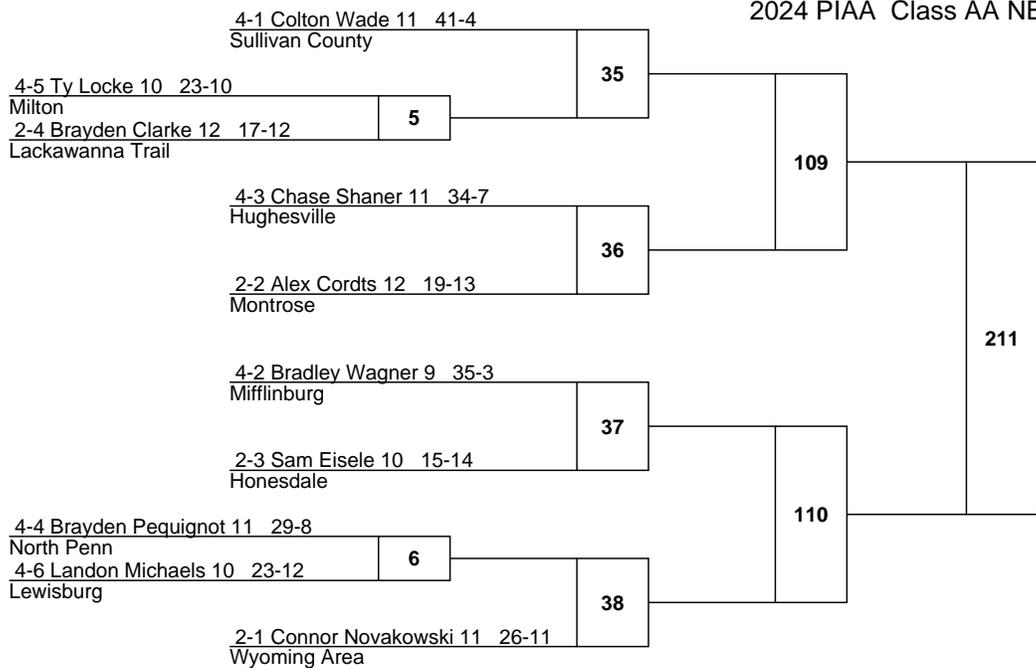 2024 PIAA Class AA NE
4-1 Colton Wade 11 41-4
Sullivan County
35
4-5 Ty Locke 10 23-10
Milton
5
2-4 Brayden Clarke 12 17-12
Lackawanna Trail
109
4-3 Chase Shaner 11 34-7
Hughesville
36
2-2 Alex Cordts 12 19-13
Montrose
211
4-2 Bradley Wagner 9 35-3
Mifflinburg
37
2-3 Sam Eisele 10 15-14
Honesdale
110
4-4 Brayden Pequignot 11 29-8
North Penn
6
4-6 Landon Michaels 10 23-12
Lewisburg
38
2-1 Connor Novakowski 11 26-11
Wyoming Area